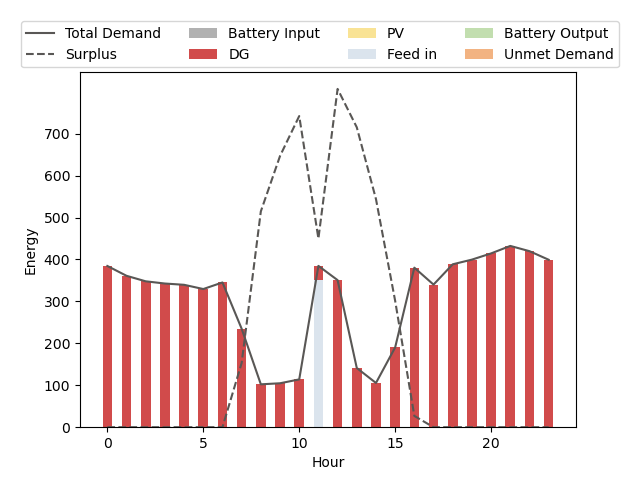 Total Demand Battery Input PV Battery Output
Surplus DG Feed in Unmet Demand
700
600
500
400
300
200
100
0
Energy
0 5 10 15 20
Hour